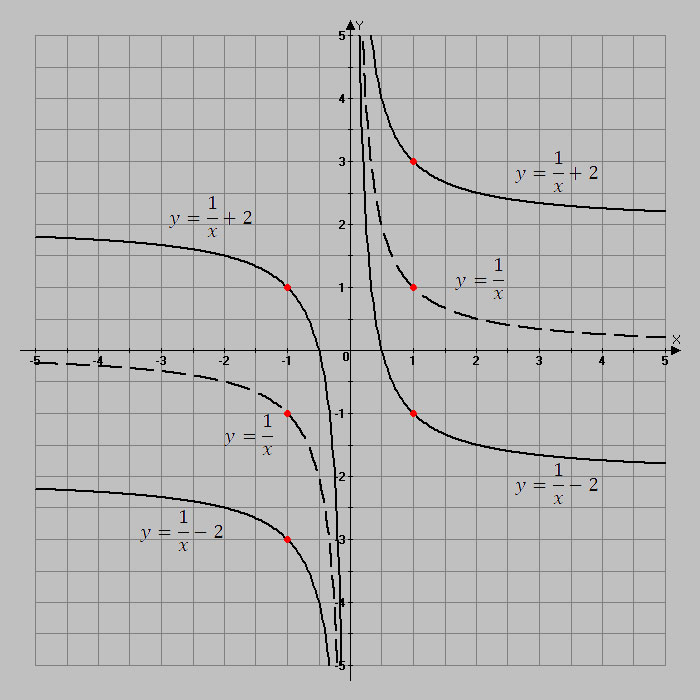 Y
5
4
3
y = 1/x + 2
y = 1/x + 2
2
y = 1/x
1
X
-5 -4 -3 -2 -1 0 1 2 3 4 5
-1
y = 1/x
-2
y = 1/x − 2
y = 1/x − 2
-3
-4
-5